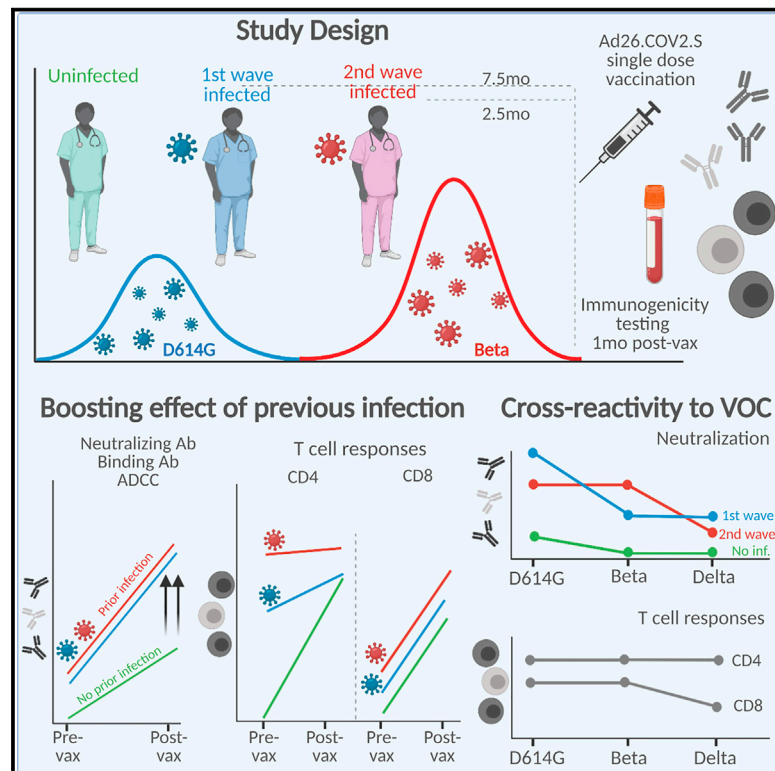 Study Design
Uninfected
1st wave
infected
2nd wave
infected
7.5mo
2.5mo
Ad26.COV2.S
single dose
vaccination
D614G
Beta
Immunogenicity
testing
1mo post-vax
Boosting effect of previous infection
Neutralizing Ab
Binding Ab
ADCC
Prior infection
No prior infection
Pre-
vax
Post-
vax
T cell responses
CD4
CD8
Pre-
vax
Post-
vax
Pre-
vax
Post-
vax
Cross-reactivity to VOC
Neutralization
1st wave
2nd wave
No inf.
D614G
Beta
Delta
T cell responses
CD4
CD8
D614G
Beta
Delta